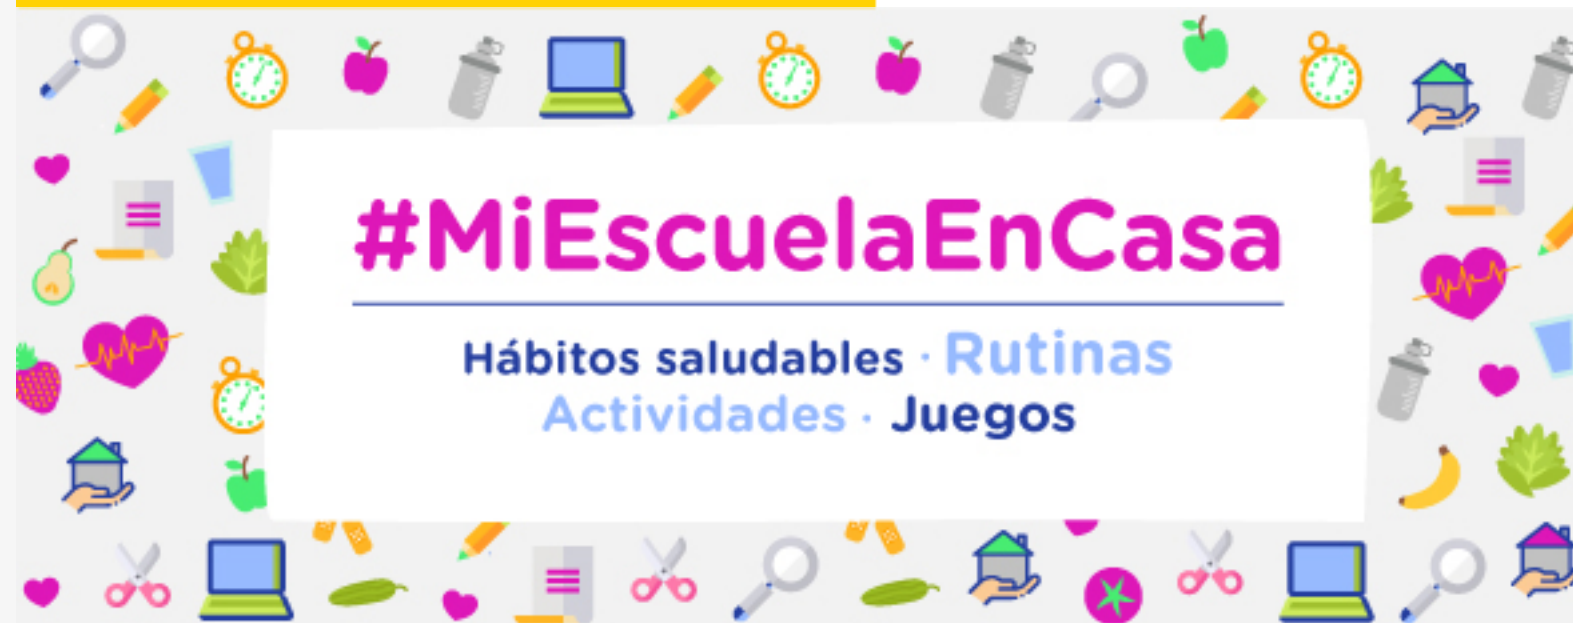 #MiEscuelaEnCasa
Hábitos saludables · Rutinas
Actividades · Juegos